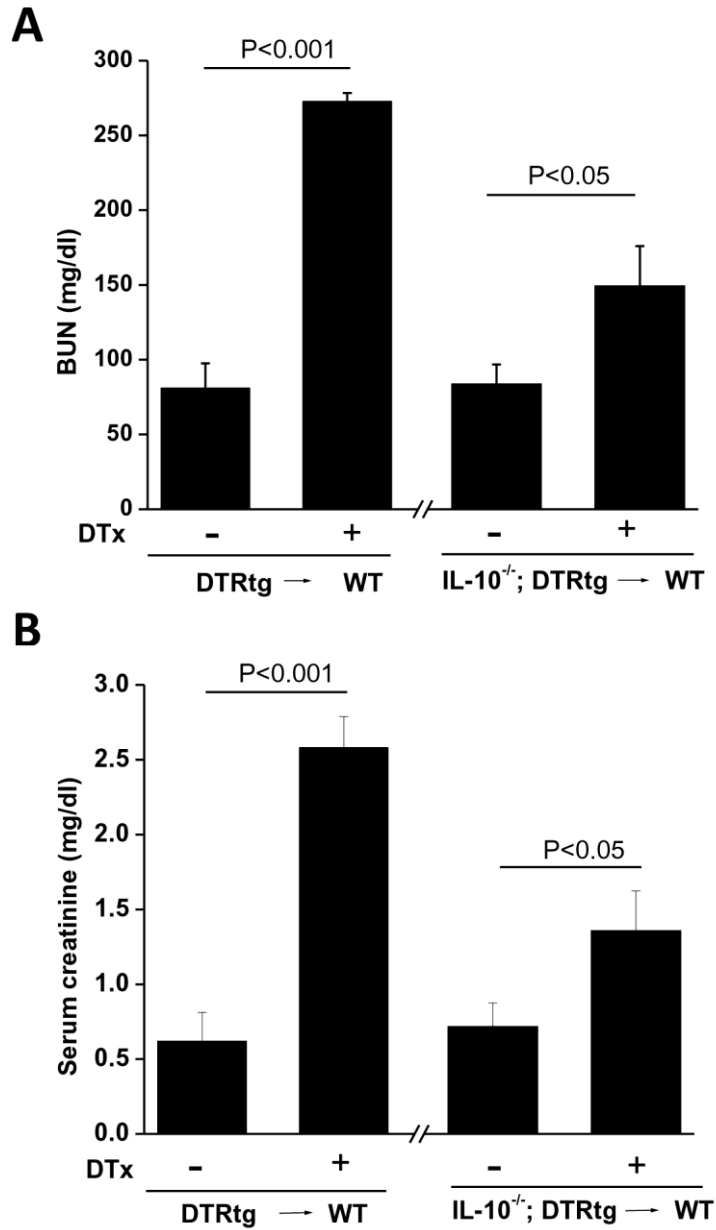 A
P<0.001
P<0.05
BUN (mg/dl)
300
250
200
150
100
50
0
DTx - + - +
DTRtg → WT IL-10-/-; DTRtg → WT
B
P<0.001
P<0.05
Serum creatinine (mg/dl)
3.0
2.5
2.0
1.5
1.0
0.5
0.0
DTx - + - +
DTRtg → WT IL-10-/-; DTRtg → WT